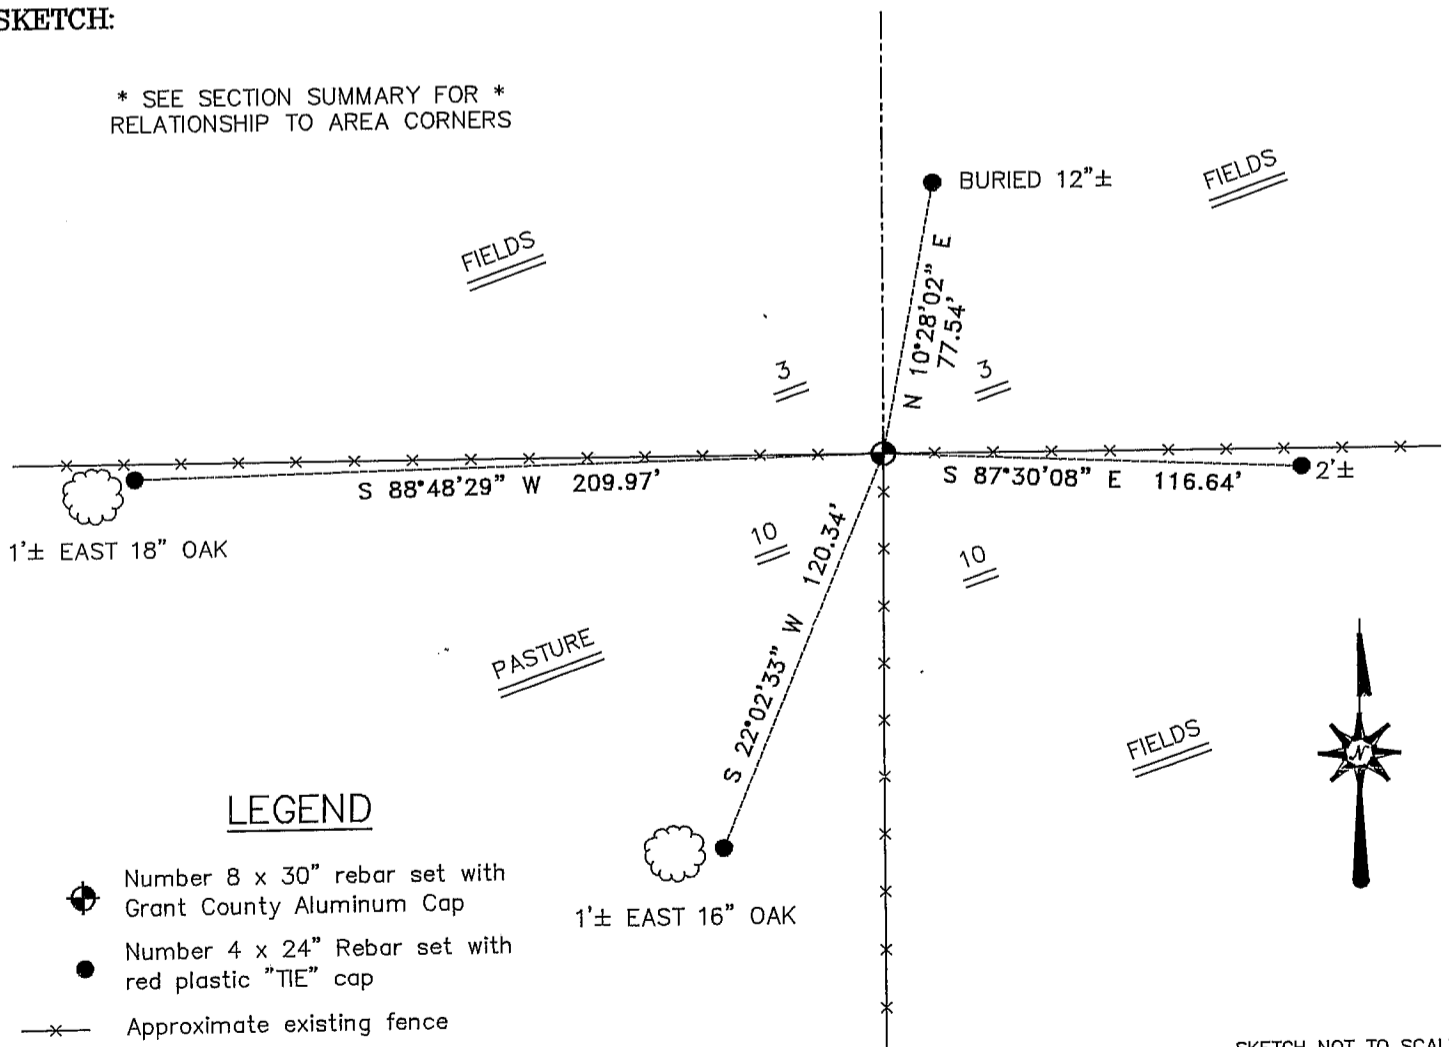 SKETCH:
* SEE SECTION SUMMARY FOR *
RELATIONSHIP TO AREA CORNERS
BURIED 12"±
FIELDS
FIELDS
N 10°28'02" E
77.54'
3
3
S 88°48'29" W 209.97'
S 87°30'08" E 116.64'
2'±
1'± EAST 18" OAK
10
10
S 22°02'33" W 120.34'
PASTURE
FIELDS
N
LEGEND
Number 8 x 30" rebar set with
Grant County Aluminum Cap
1'± EAST 16" OAK
Number 4 x 24" Rebar set with
red plastic "TIE" cap
Approximate existing fence
SKETCH NOT TO